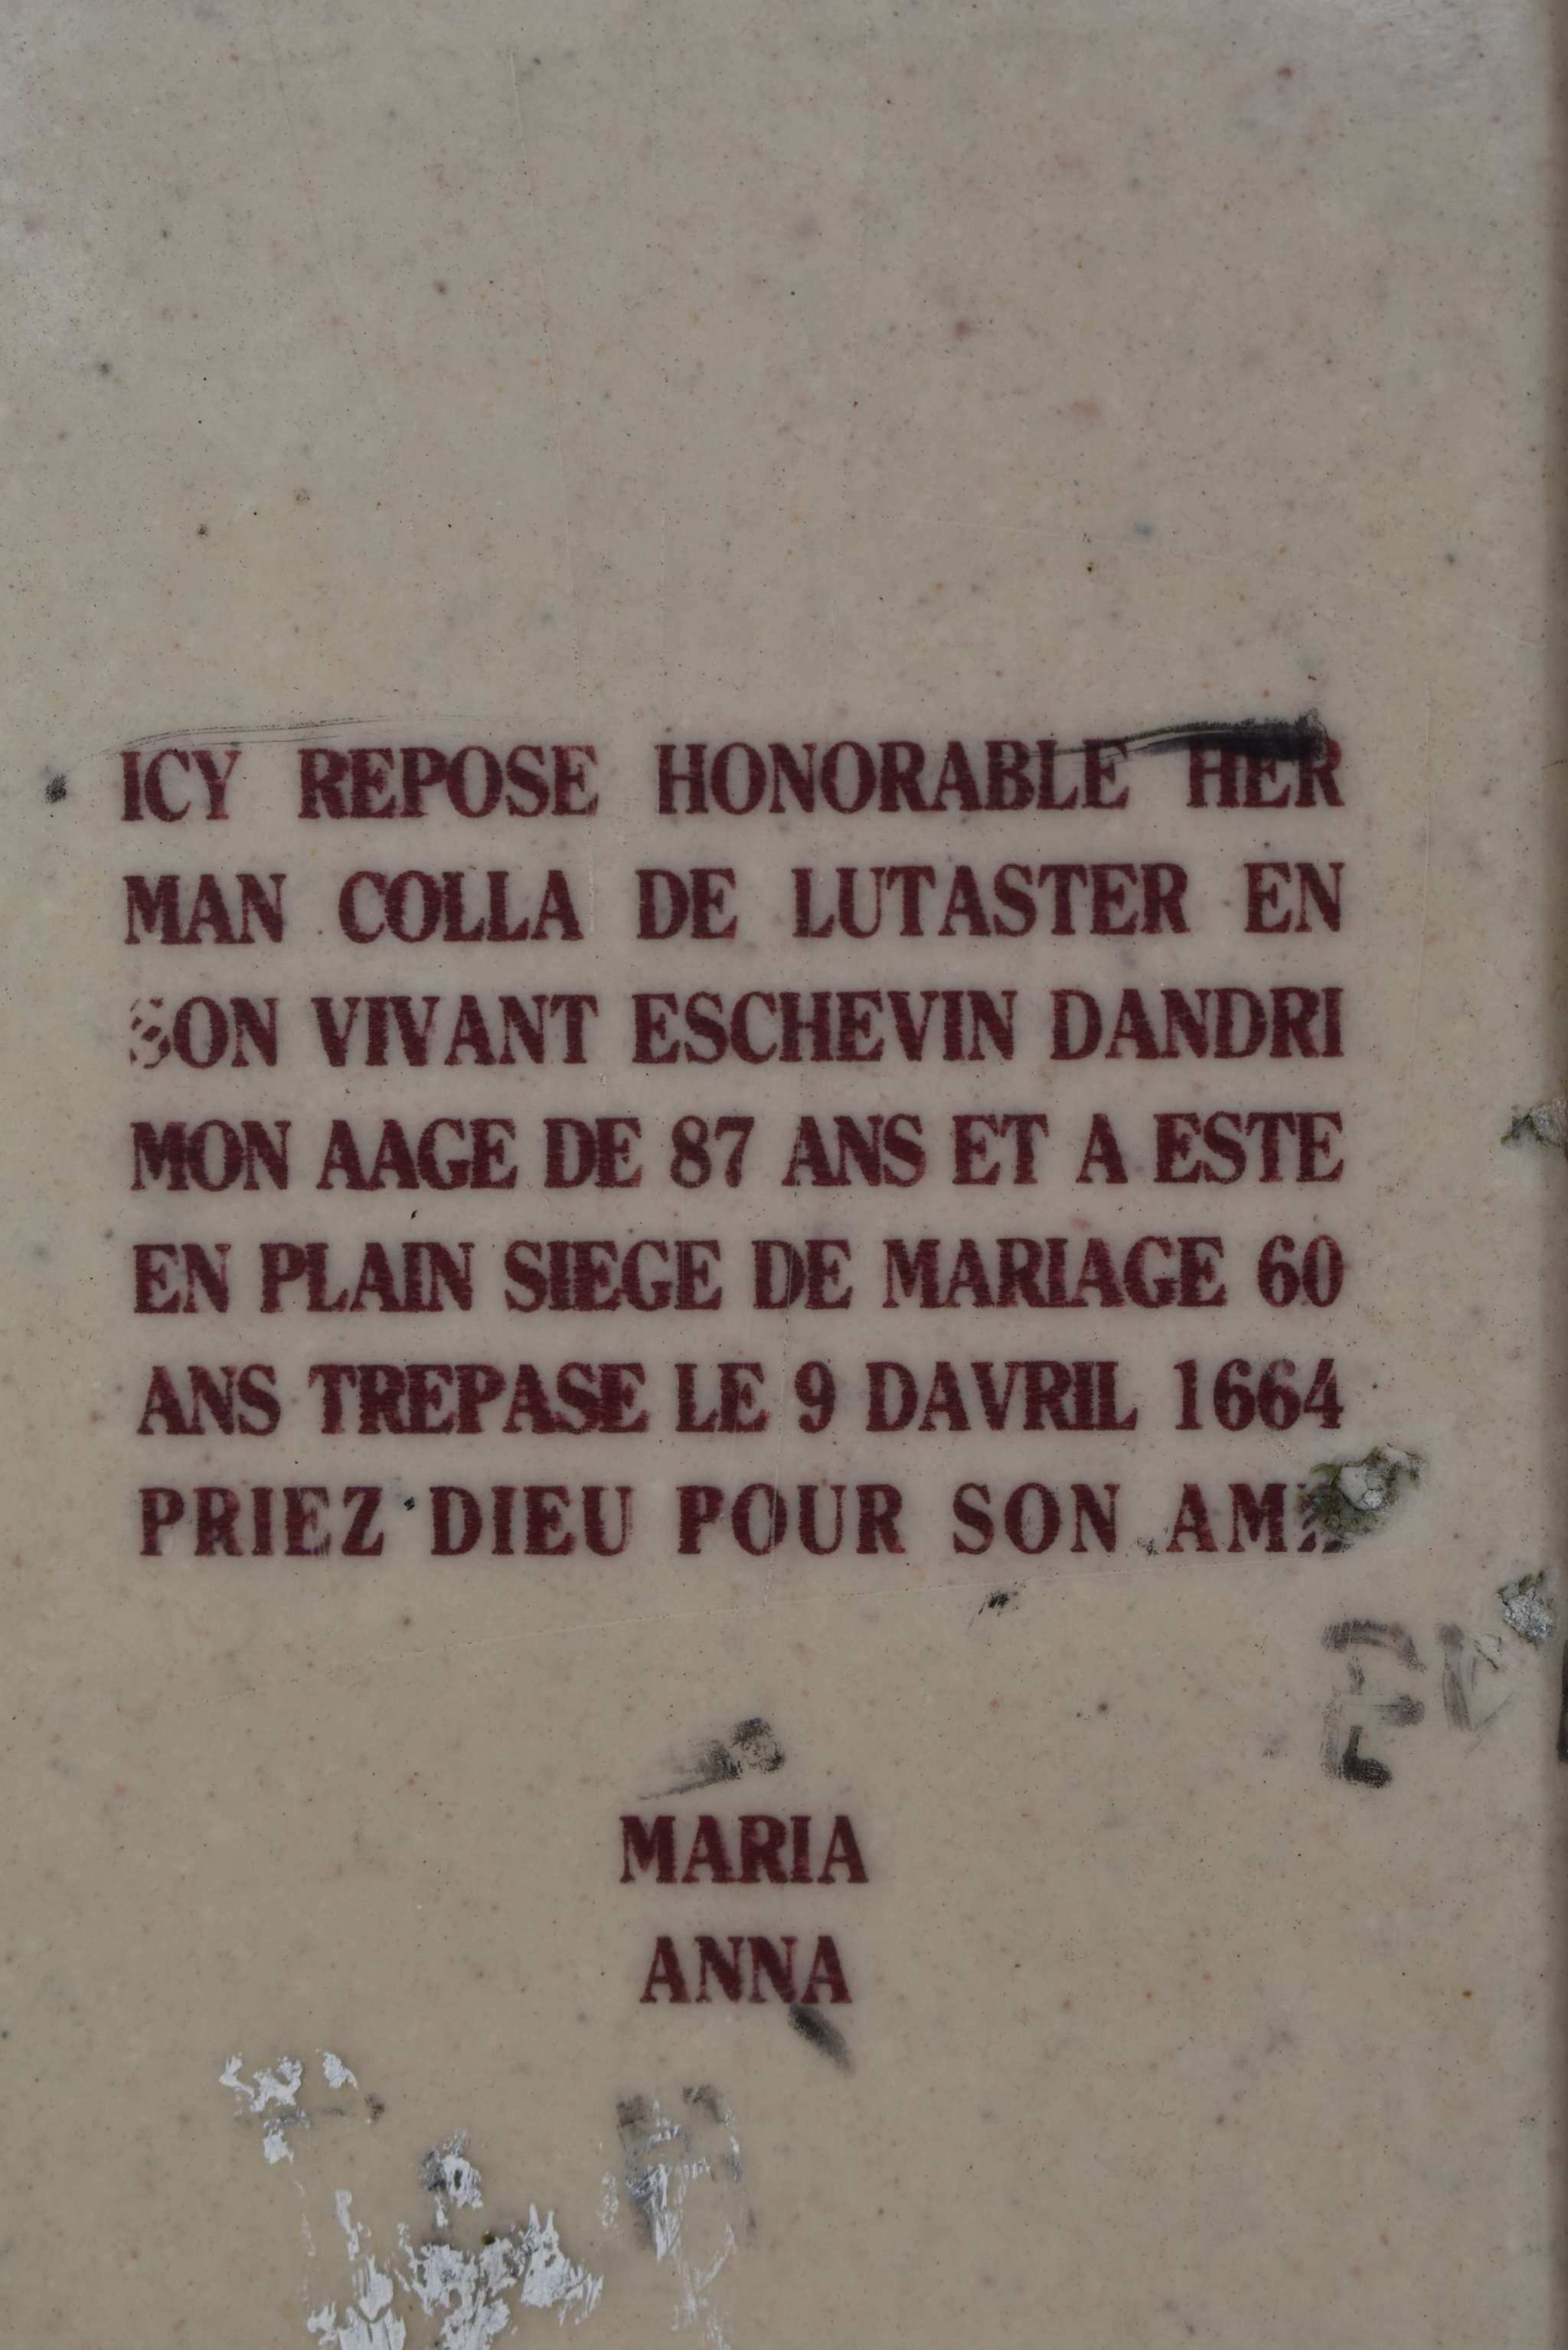 ICY REPOSE HONORABLE HER
MAN COLLA DE LUTASTER EN
SON VIVANT ESCHEVIN DANDRI
MON AAGE DE 87 ANS ET A ESTE
EN PLAIN SIEGE DE MARIAGE 60
ANS TREPASE LE 9 DAVRIL 1664
PRIEZ DIEU POUR SON AME
MARIA
ANNA